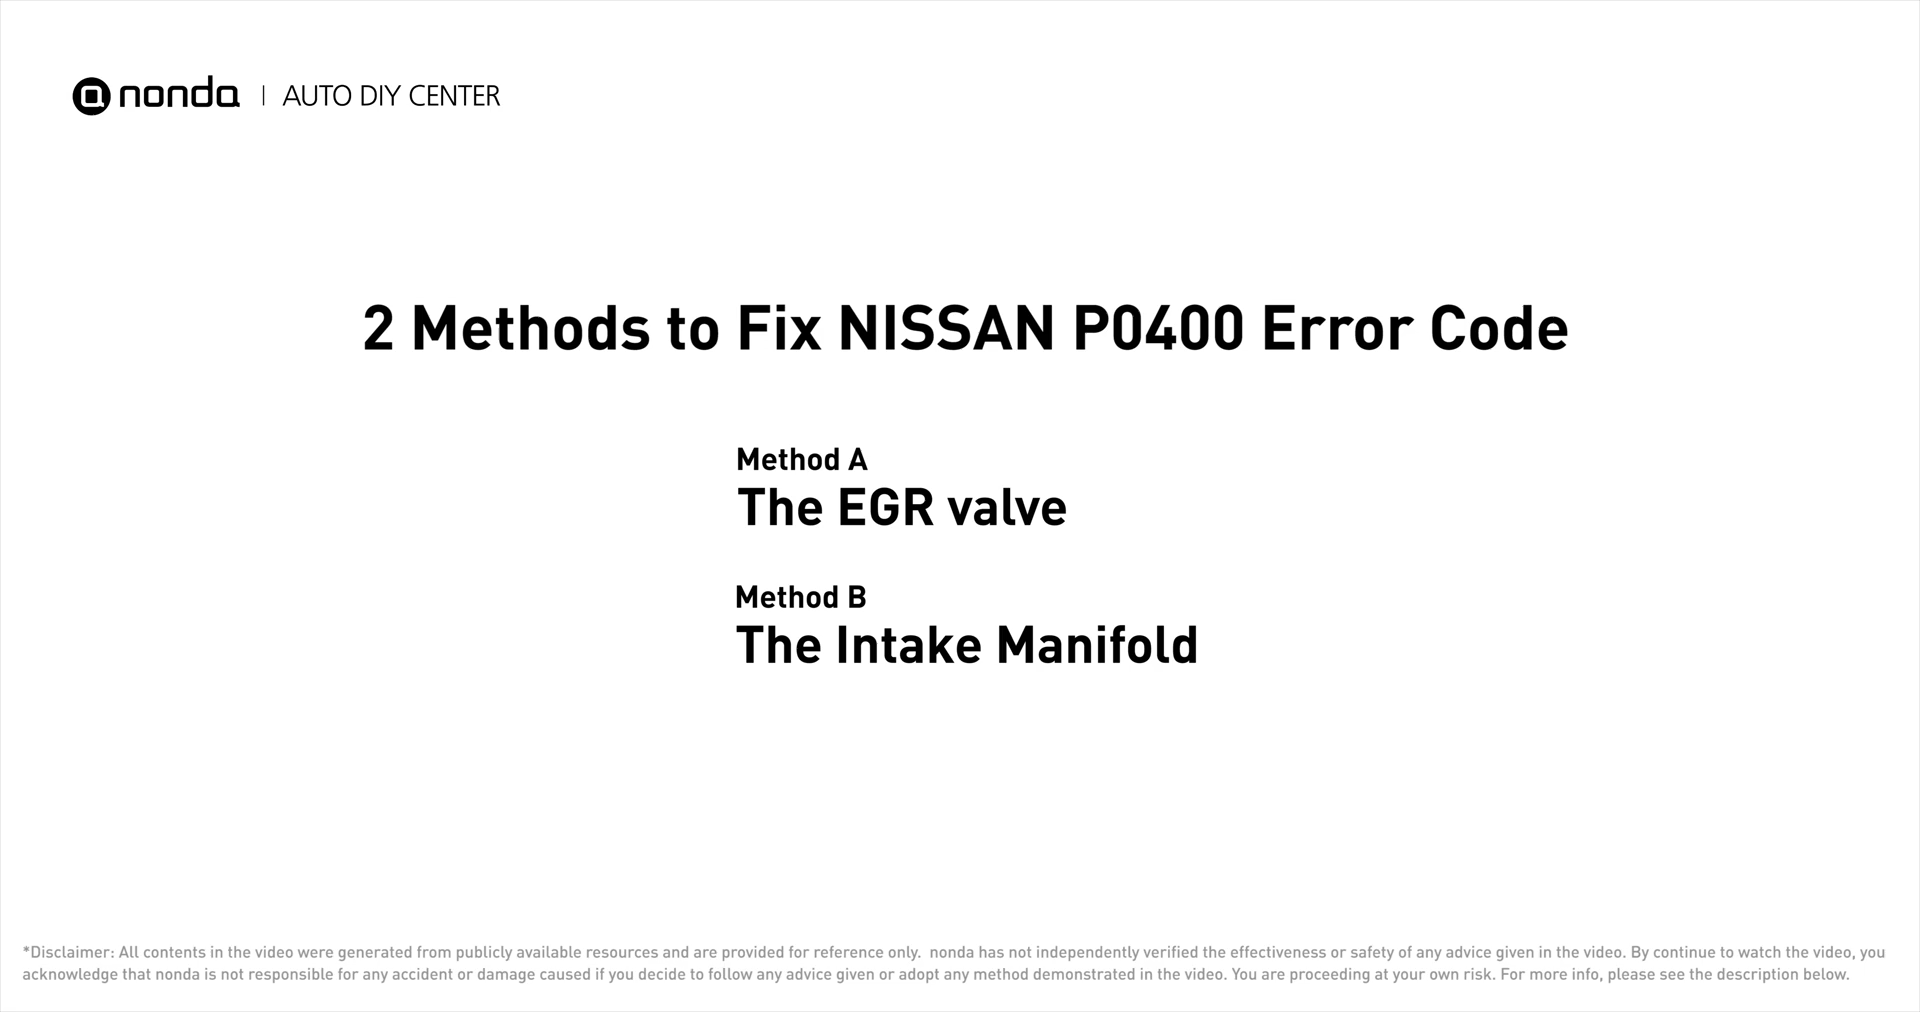 nonda | AUTO DIY CENTER
2 Methods to Fix NISSAN P0400 Error Code
Method A
The EGR valve
Method B
The Intake Manifold
*Disclaimer: All contents in the video were generated from publicly available resources and are provided for reference only.  nonda has not independently verified the effectiveness or safety of any advice given in the video. By continue to watch the video, you
acknowledge that nonda is not responsible for any accident or damage caused if you decide to follow any advice given or adopt any method demonstrated in the video. You are proceeding at your own risk. For more info, please see the description below.